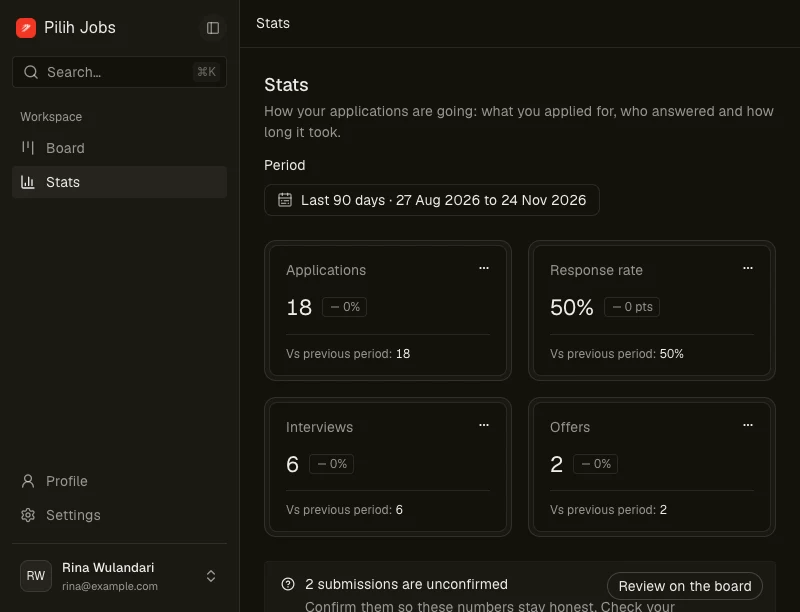 Pilih Jobs
Search...
⌘K
Workspace
Board
Stats
Profile
Settings
RW
Rina Wulandari
rina@example.com
Stats
Stats
How your applications are going: what you applied for, who answered and how
long it took.
Period
Last 90 days · 27 Aug 2026 to 24 Nov 2026
Applications
18 – 0%
Vs previous period: 18
Response rate
50% – 0 pts
Vs previous period: 50%
Interviews
6 – 0%
Vs previous period: 6
Offers
2 – 0%
Vs previous period: 2
2 submissions are unconfirmed
Confirm them so these numbers stay honest. Check your
Review on the board